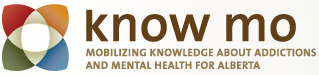 know mo
MOBILIZING KNOWLEDGE ABOUT ADDICTIONS
AND MENTAL HEALTH FOR ALBERTA